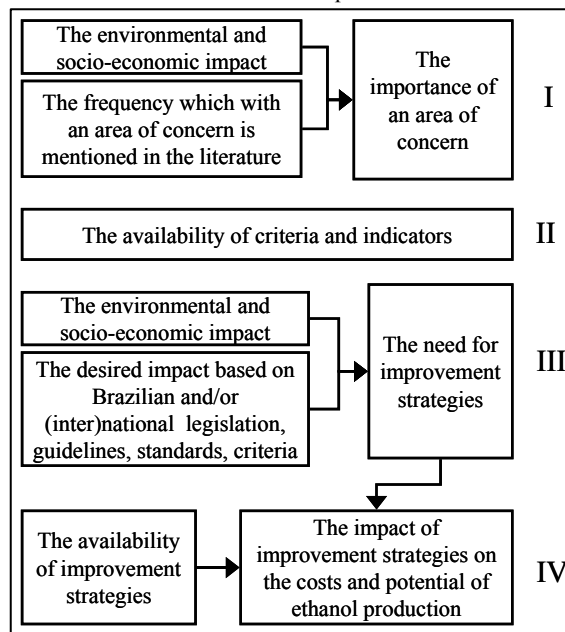 The environmental and
socio-economic impact
The frequency which with
an area of concern is
mentioned in the literature
The
importance of
an area of
concern
I
The availability of criteria and indicators
II
The environmental and
socio-economic impact
The desired impact based on
Brazilian and/or
(inter)national legislation,
guidelines, standards, criteria
The need for
improvement
strategies
III
The availability
of improvement
strategies
The impact of
improvement strategies on
the costs and potential of
ethanol production
IV